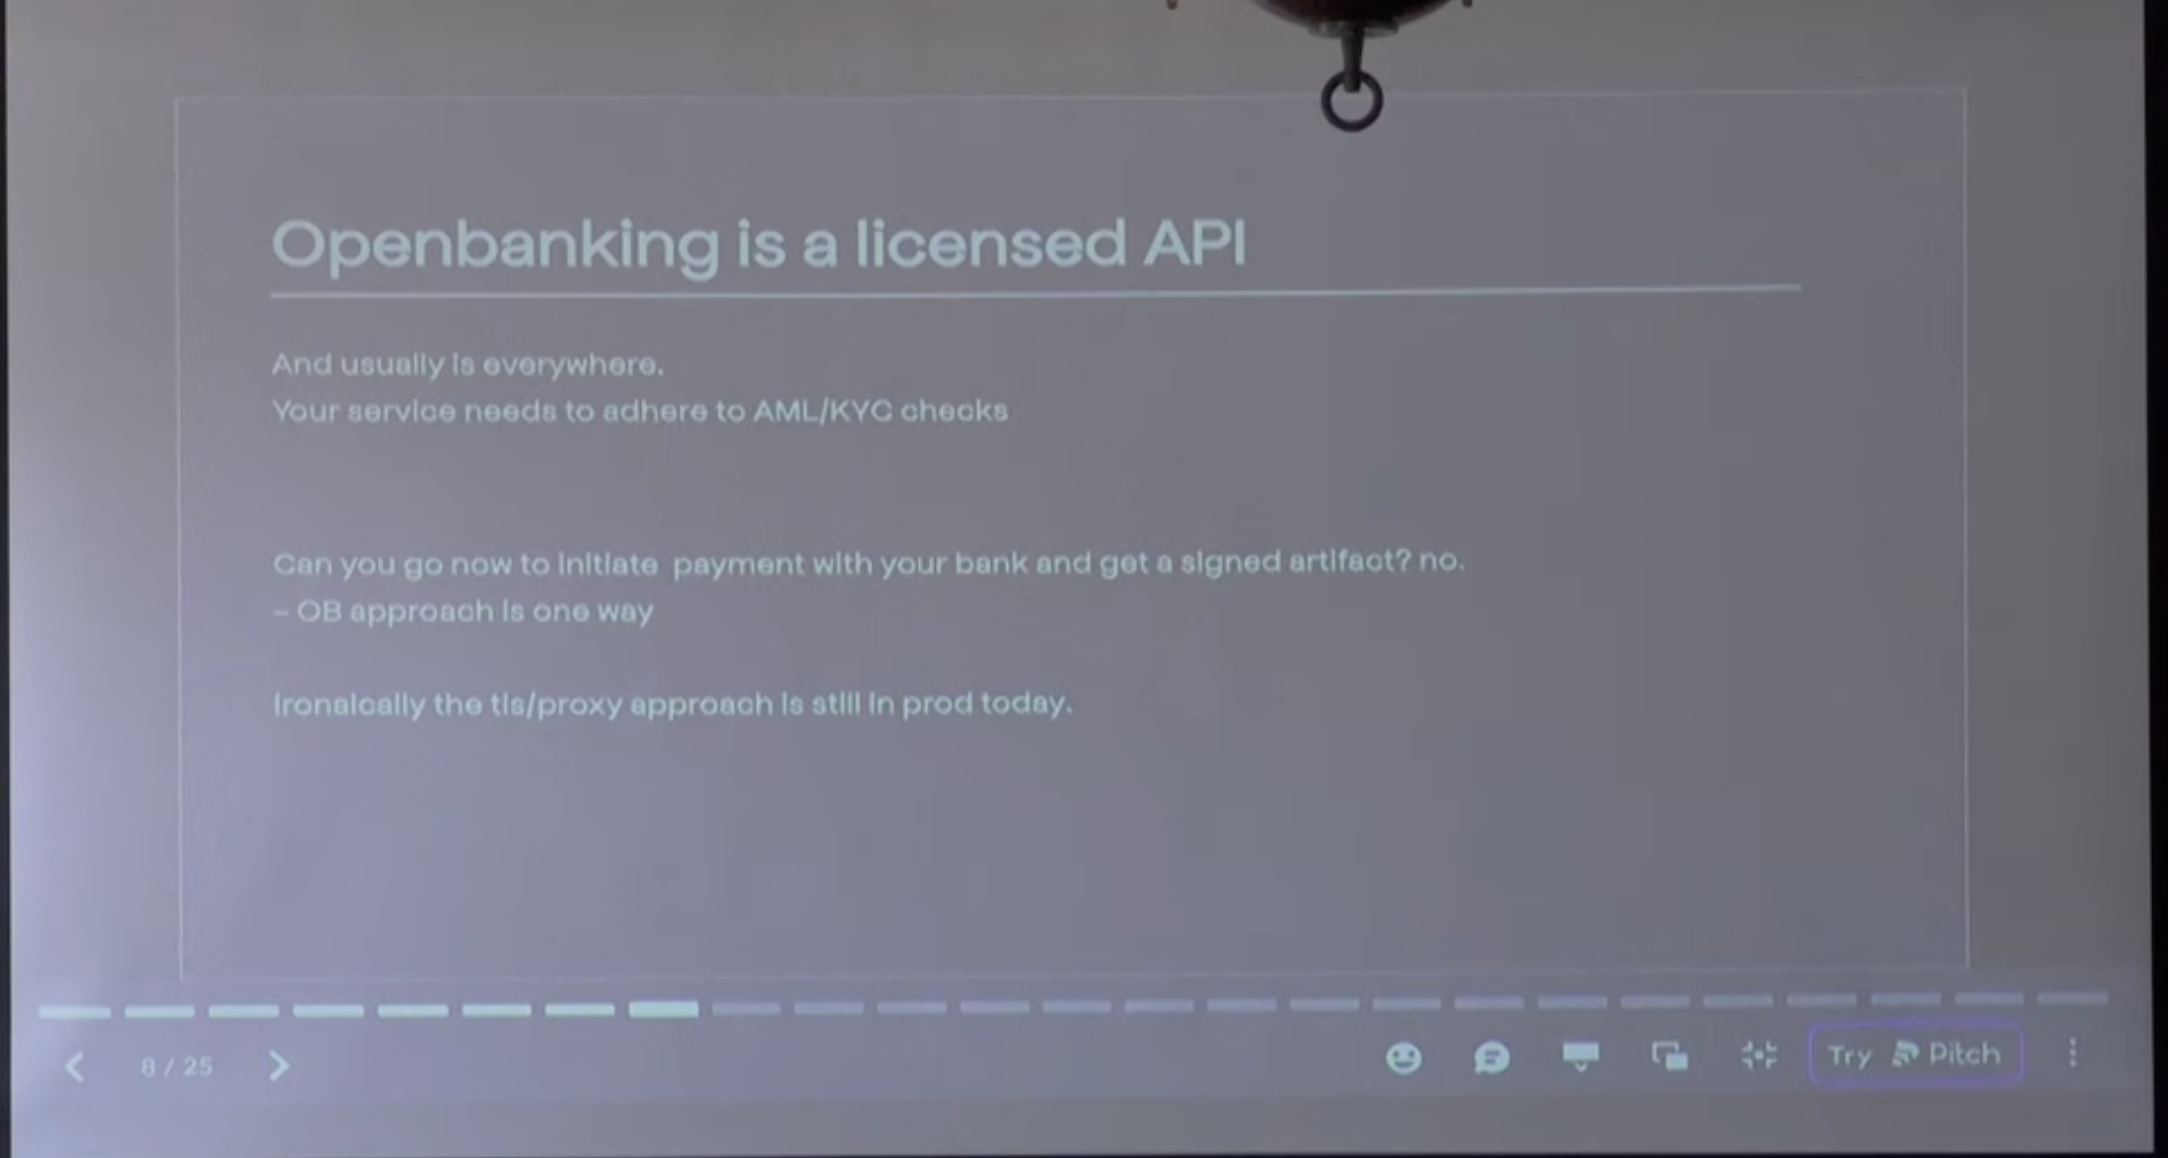 Openbanking is a licensed API
And usually is everywhere.
Your service needs to adhere to AML/KYC checks
Can you go now to initiate payment with your bank and get a signed artifact? no.
– OB approach is one way
Ironaically the tls/proxy approach is still in prod today.
8 / 25
Try Pitch